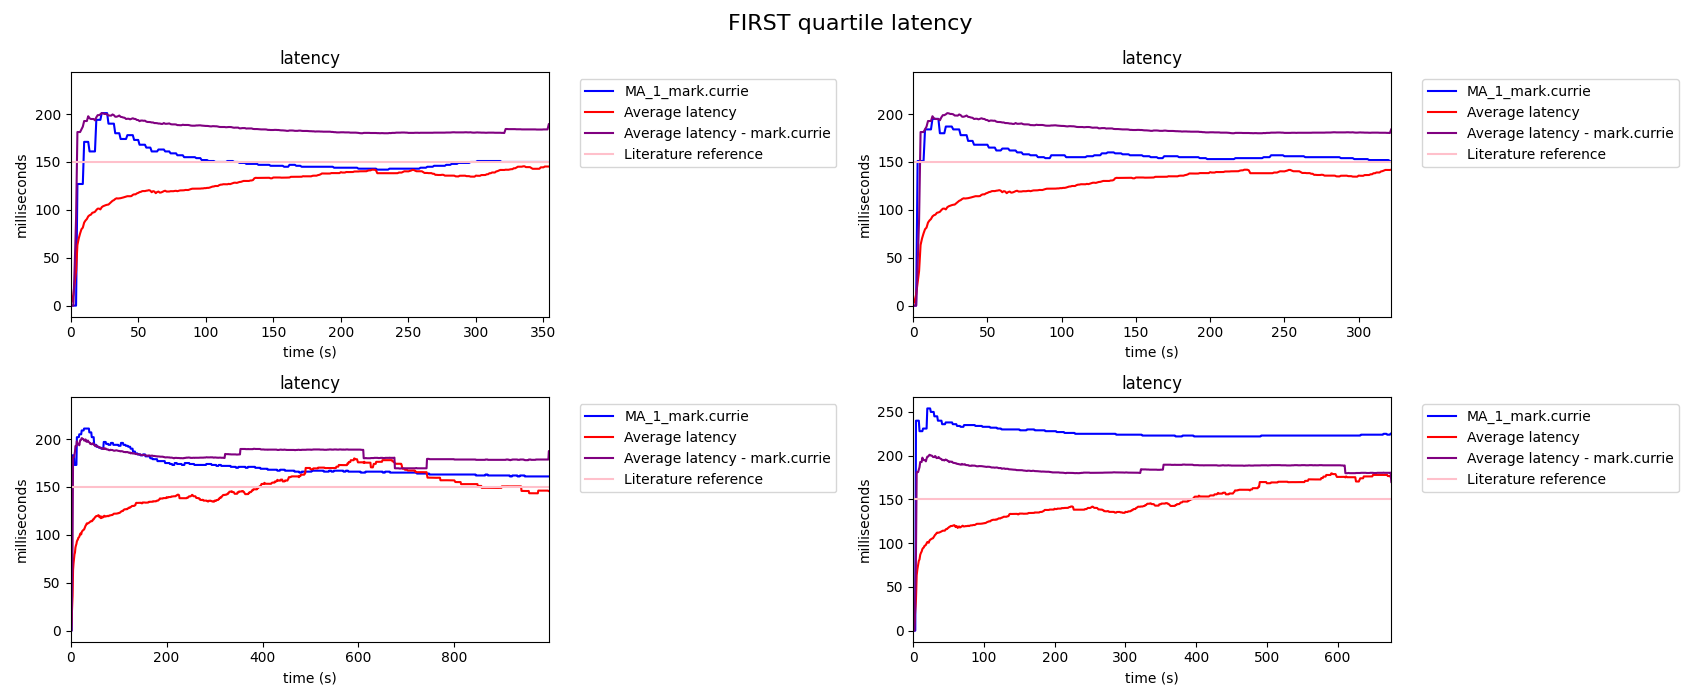 FIRST quartile latency
latency
milliseconds
200
150
100
50
0
0 50 100 150 200 250 300 350
time (s)
MA_1_mark.currie
Average latency
Average latency - mark.currie
Literature reference
latency
milliseconds
200
150
100
50
0
0 50 100 150 200 250 300
time (s)
MA_1_mark.currie
Average latency
Average latency - mark.currie
Literature reference
latency
milliseconds
200
150
100
50
0
0 200 400 600 800
time (s)
MA_1_mark.currie
Average latency
Average latency - mark.currie
Literature reference
latency
milliseconds
250
200
150
100
50
0
0 100 200 300 400 500 600
time (s)
MA_1_mark.currie
Average latency
Average latency - mark.currie
Literature reference